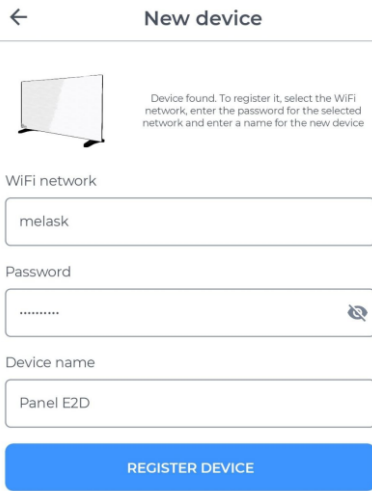 New device
Device found. To register it, select the WiFi
network, enter the password for the selected
network and enter a name for the new device
WiFi network
melask
Password
··········
Device name
Panel E2D
REGISTER DEVICE